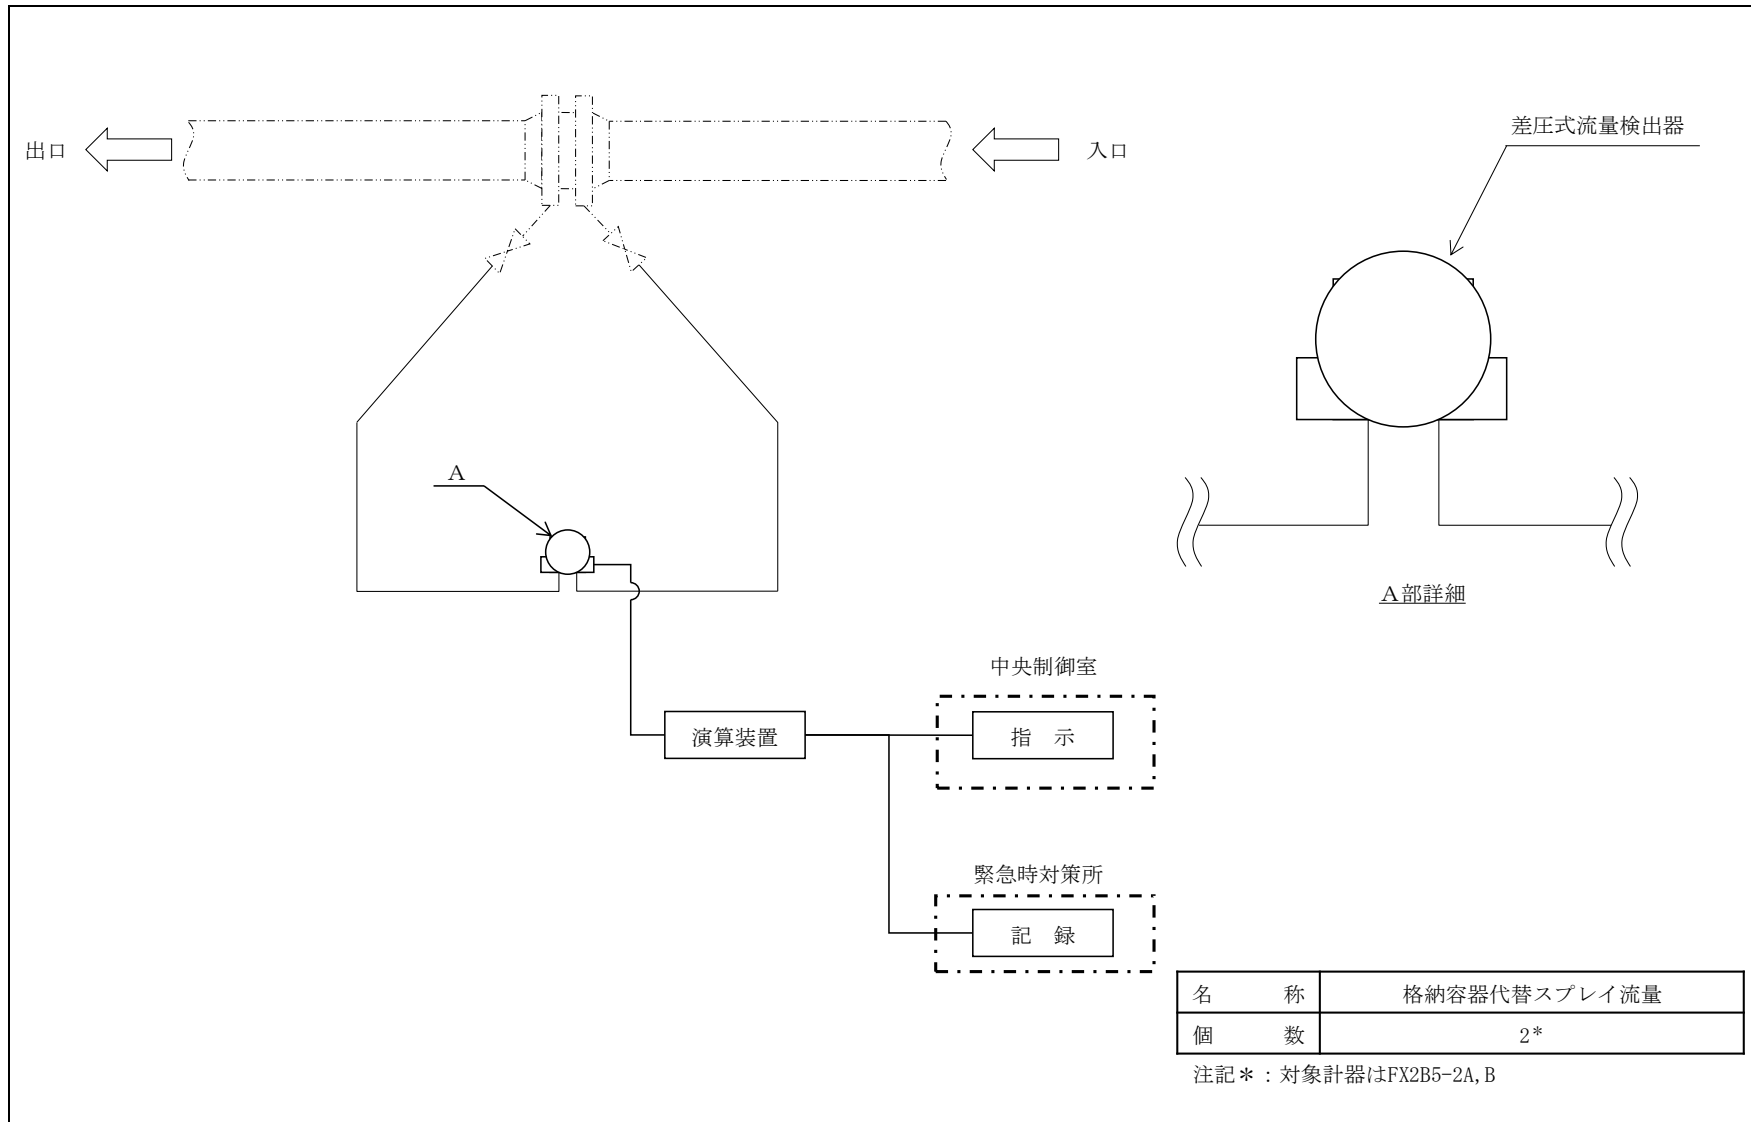 出口
入口
差圧式流量検出器
A
A部詳細
中央制御室
演算装置
指 示
緊急時対策所
記 録
名 称 格納容器代替スプレイ流量
個 数 2*
注記＊：対象計器はFX2B5-2A,B